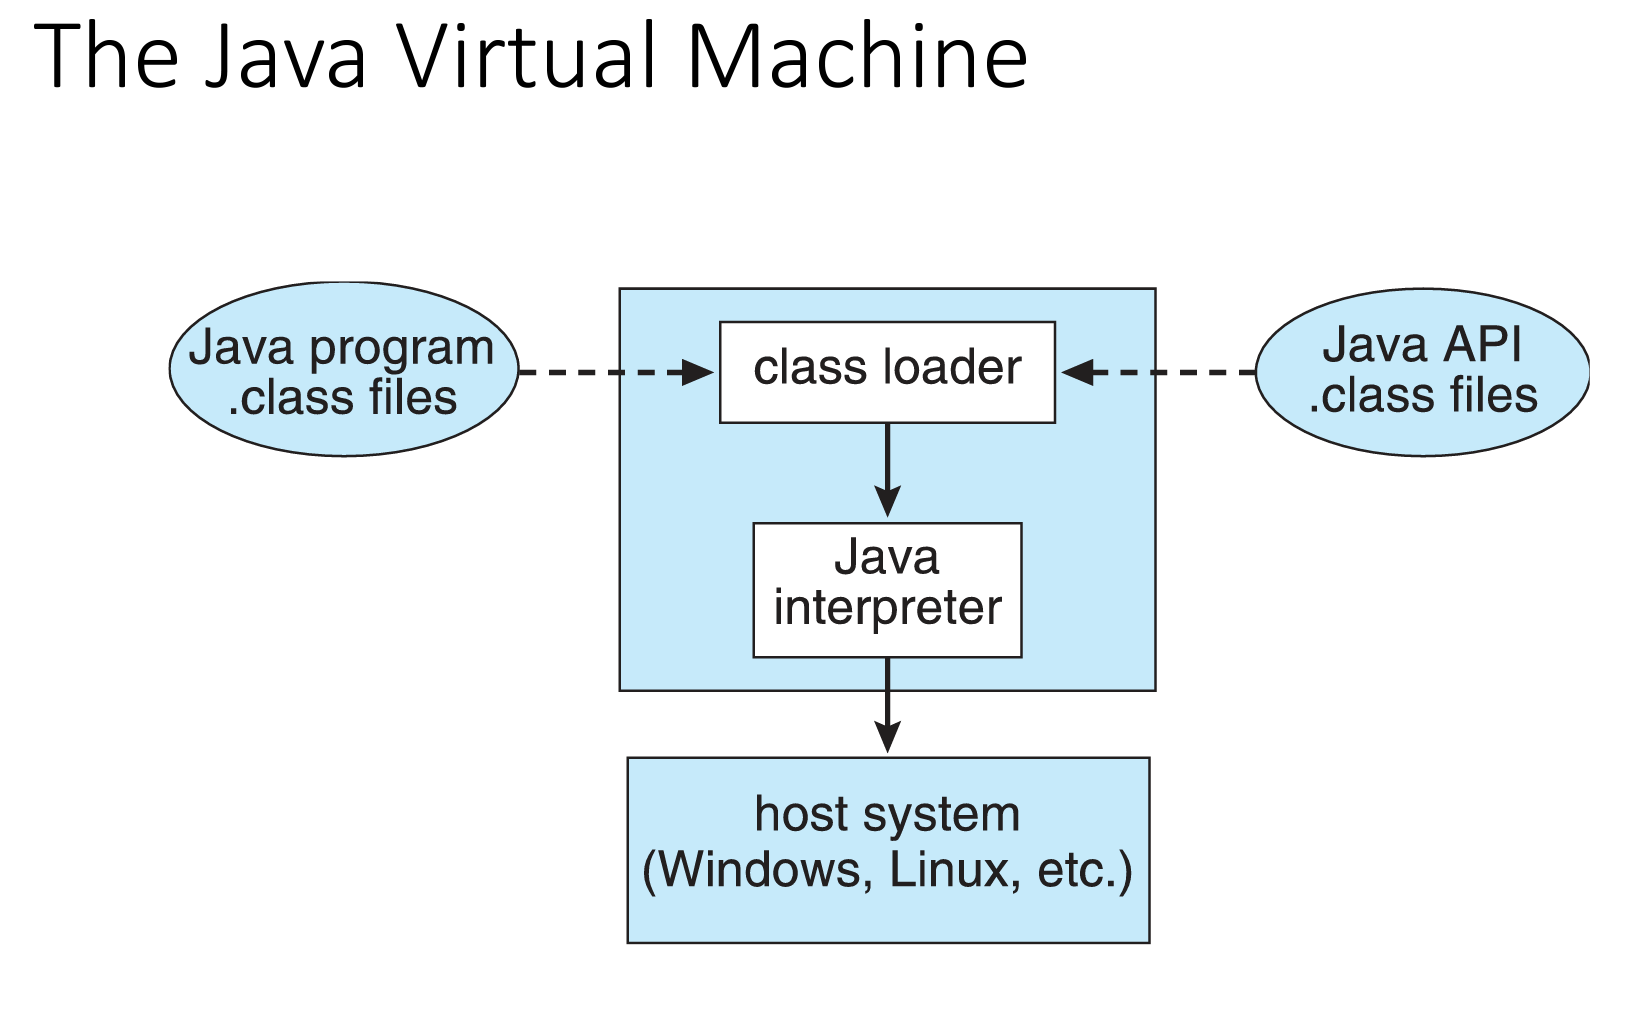 The Java Virtual Machine
Java program
.class files
class loader
Java API
.class files
Java
interpreter
host system
(Windows, Linux, etc.)